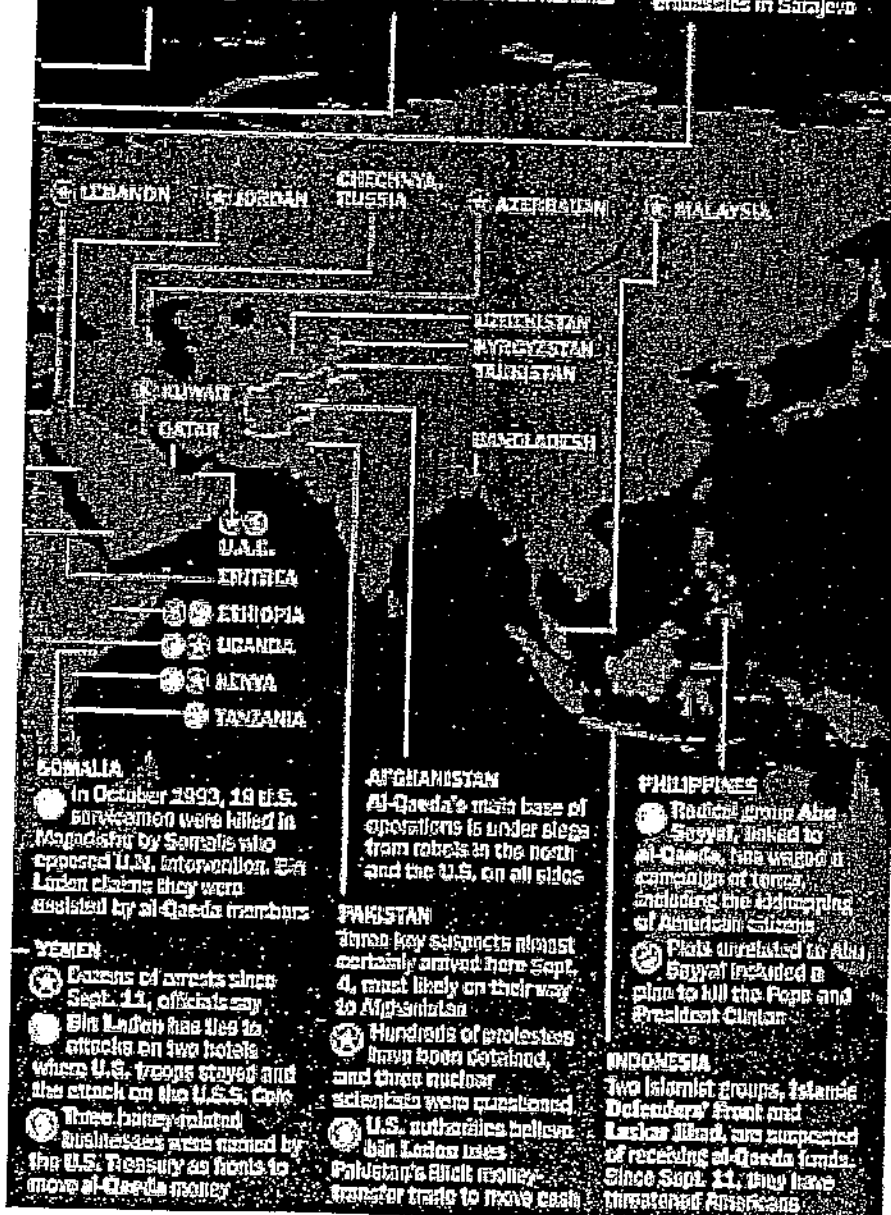 embassies in Sarajevo
LEBANON
JORDAN
CHECHNYA,
RUSSIA
AZERBAIJAN
MALAYSIA
UZBEKISTAN
KYRGYZSTAN
TAJIKISTAN
KUWAIT
QATAR
BANGLADESH
U.A.E.
ERITREA
ETHIOPIA
UGANDA
KENYA
TANZANIA
SOMALIA
In October 1993, 18 U.S.
servicemen were killed in
Mogadishu by Somalis who
opposed U.N. intervention. Bin
Laden claims they were
assisted by al-Qaeda members
YEMEN
Dozens of arrests since
Sept. 11, officials say
Bin Laden has ties to
attacks on two hotels
where U.S. troops stayed and
the attack on the U.S.S. Cole
Three honey-related
businesses were named by
the U.S. Treasury as fronts to
move al-Qaeda money
AFGHANISTAN
Al-Qaeda's main base of
operations is under siege
from rebels in the north
and the U.S. on all sides
PAKISTAN
Three key suspects almost
certainly arrived here Sept.
4, most likely on their way
to Afghanistan
Hundreds of protesters
have been detained,
and three nuclear
scientists were questioned
U.S. authorities believe
bin Laden uses
Pakistan's illicit money-
transfer trade to move cash
PHILIPPINES
Radical group Abu
Sayyaf, linked to
al-Qaeda, has waged a
campaign of terror,
including the kidnapping
of American citizens
Plots unrelated to Abu
Sayyaf included a
plan to kill the Pope and
President Clinton
INDONESIA
Two Islamist groups, Islamic
Defenders' Front and
Laskar Jihad, are suspected
of receiving al-Qaeda funds.
Since Sept. 11, they have
threatened Americans